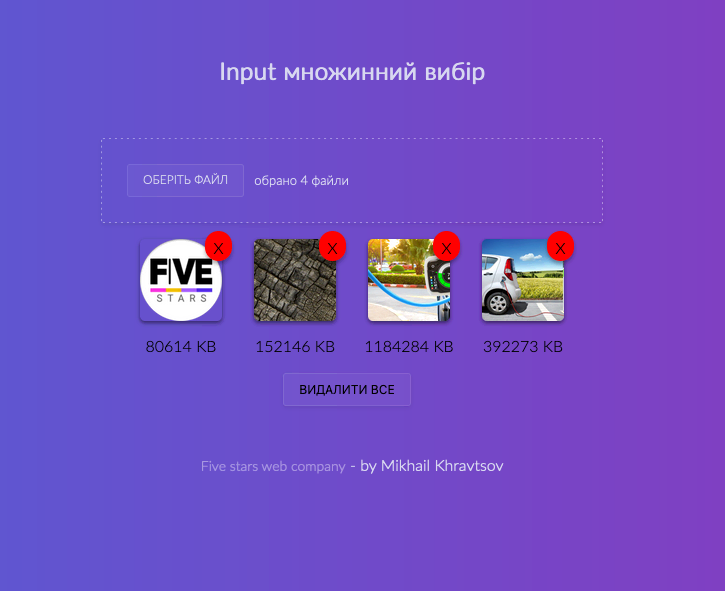 Input множинний вибір
ОБЕРІТЬ ФАЙЛ
обрано 4 файли
X X X X
FIVE
STARS
80614 KB 152146 KB 1184284 KB 392273 KB
ВИДАЛИТИ ВСЕ
Five stars web company - by Mikhail Khravtsov